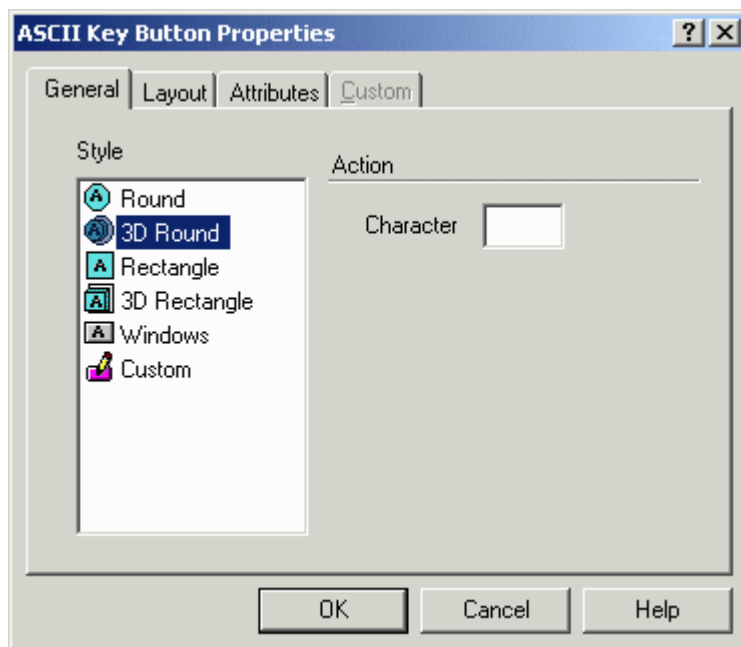 ASCII Key Button Properties
General Layout Attributes Custom
Style
Action
Round
3D Round
Character
Rectangle
3D Rectangle
Windows
Custom
OK Cancel Help